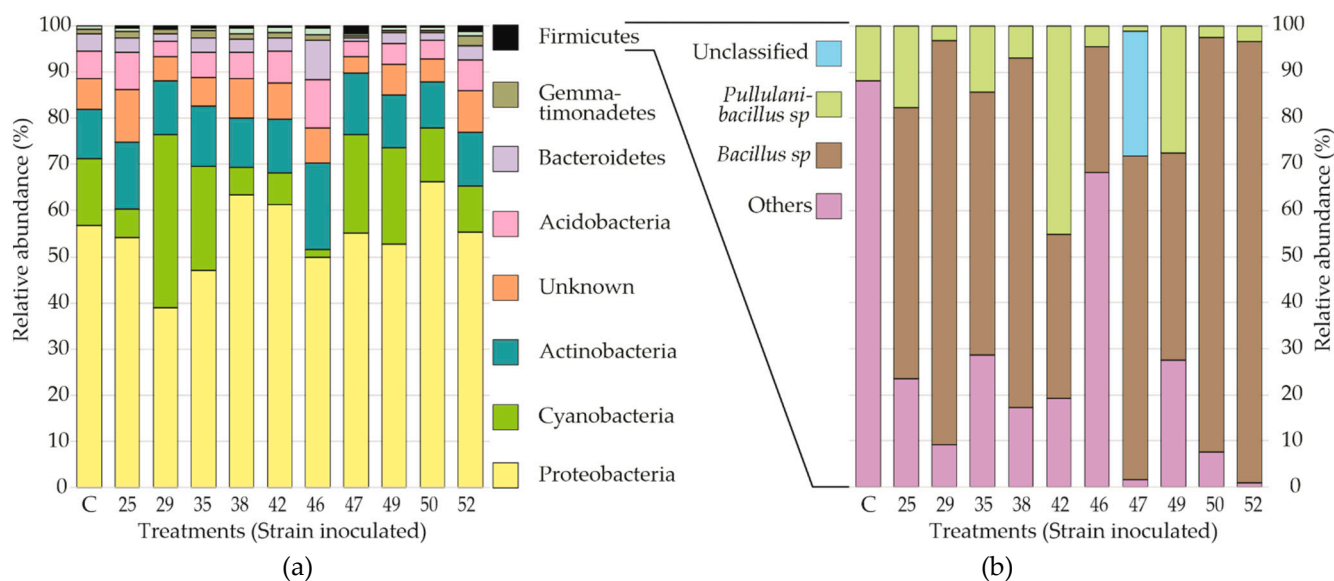 100
90
80
70
60
50
40
30
20
10
0
Relative abundance (%)
C 25 29 35 38 42 46 47 49 50 52
Treatments (Strain inoculated)
(a)
Firmicutes
Gemma-
timonadetes
Bacteroidetes
Acidobacteria
Unknown
Actinobacteria
Cyanobacteria
Proteobacteria
Unclassified
Pullulani-
bacillus sp
Bacillus sp
Others
100
90
80
70
60
50
40
30
20
10
0
Relative abundance (%)
C 25 29 35 38 42 46 47 49 50 52
Treatments (Strain inoculated)
(b)